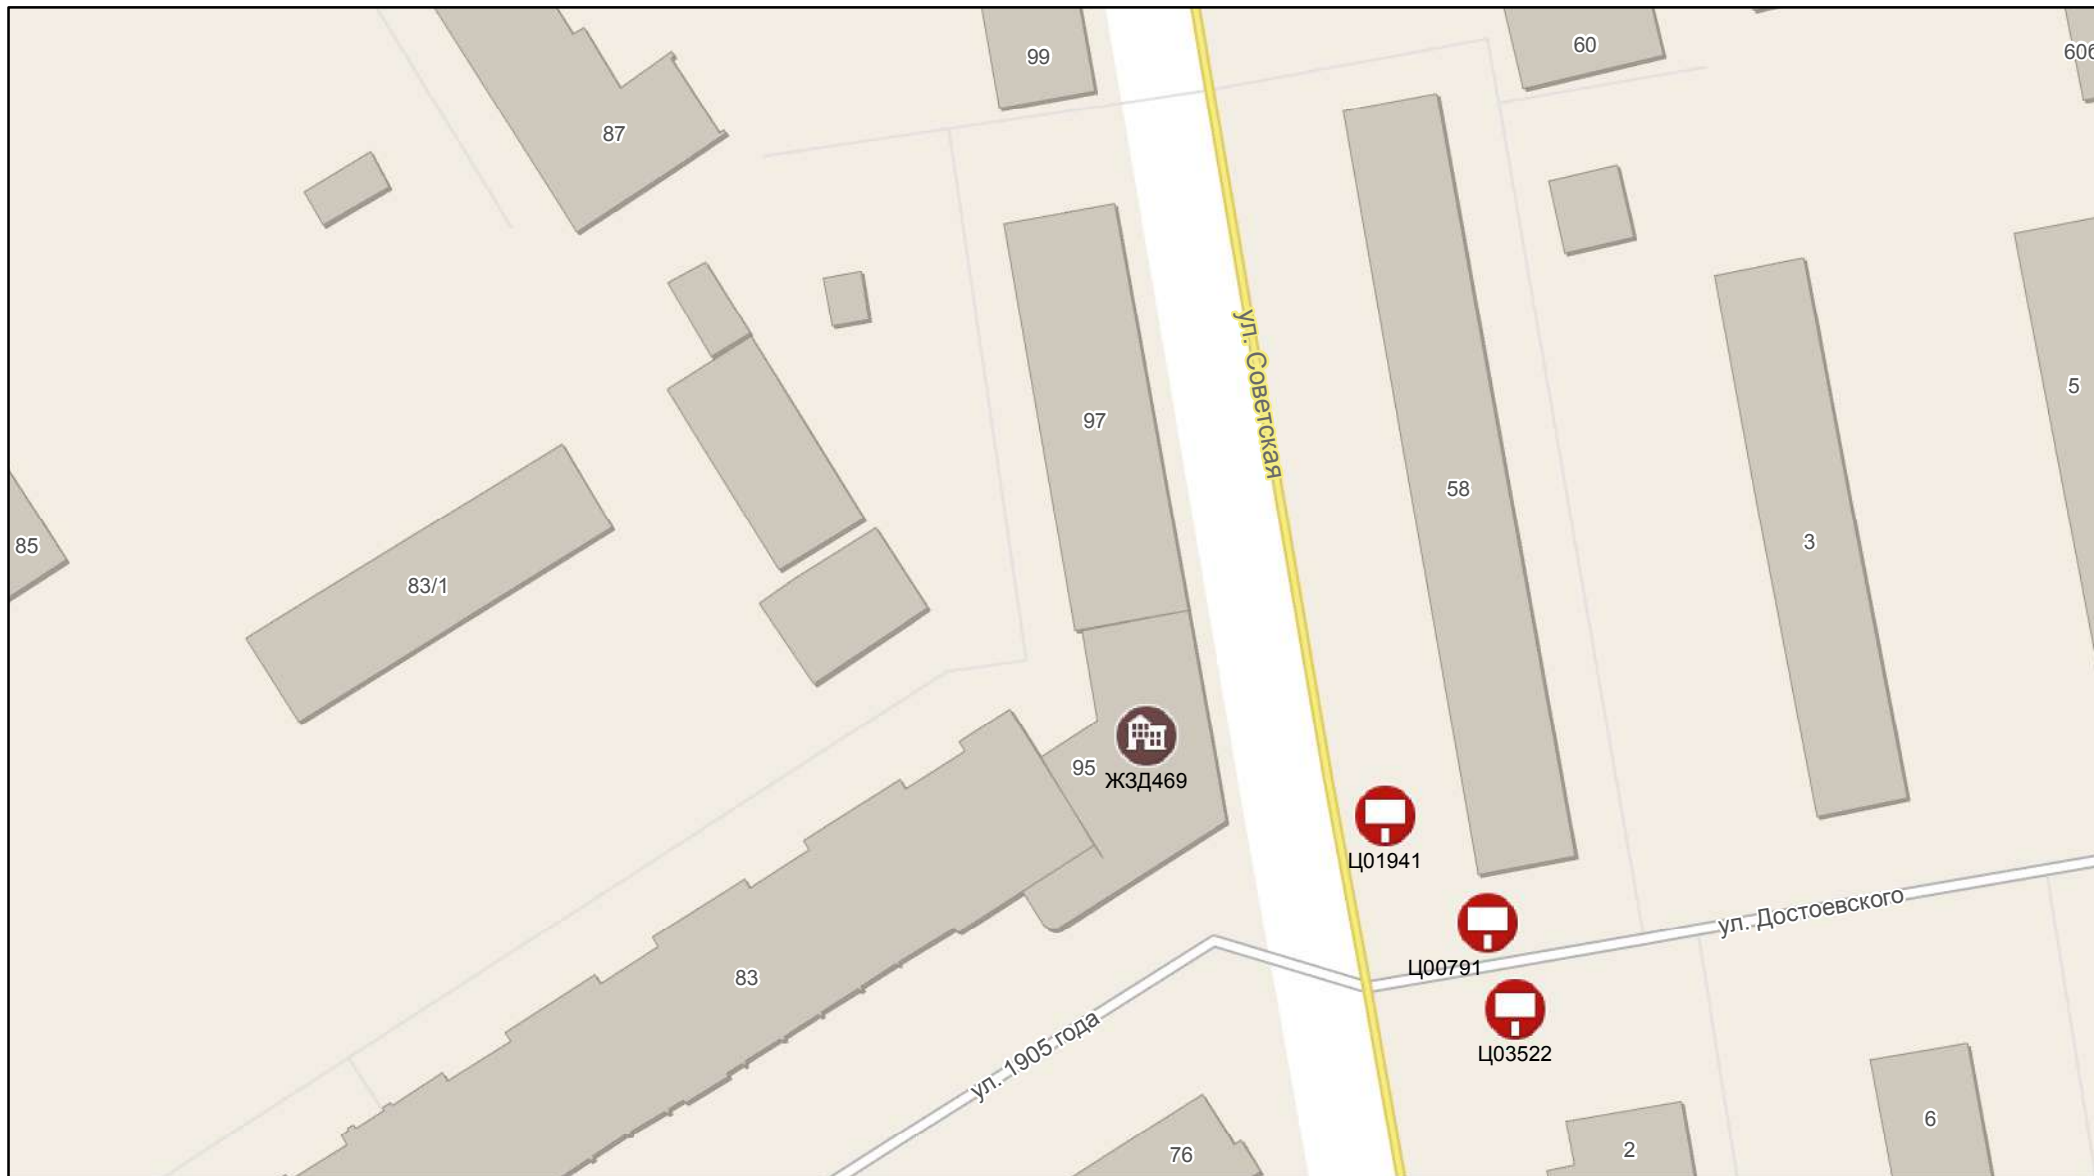 60
606
99
87
ул. Советская
5
97
58
3
85
83/1
95
ЖЗД469
Ц01941
ул. Достоевского
Ц00791
83
ул. 1905 года
Ц03522
6
2
76